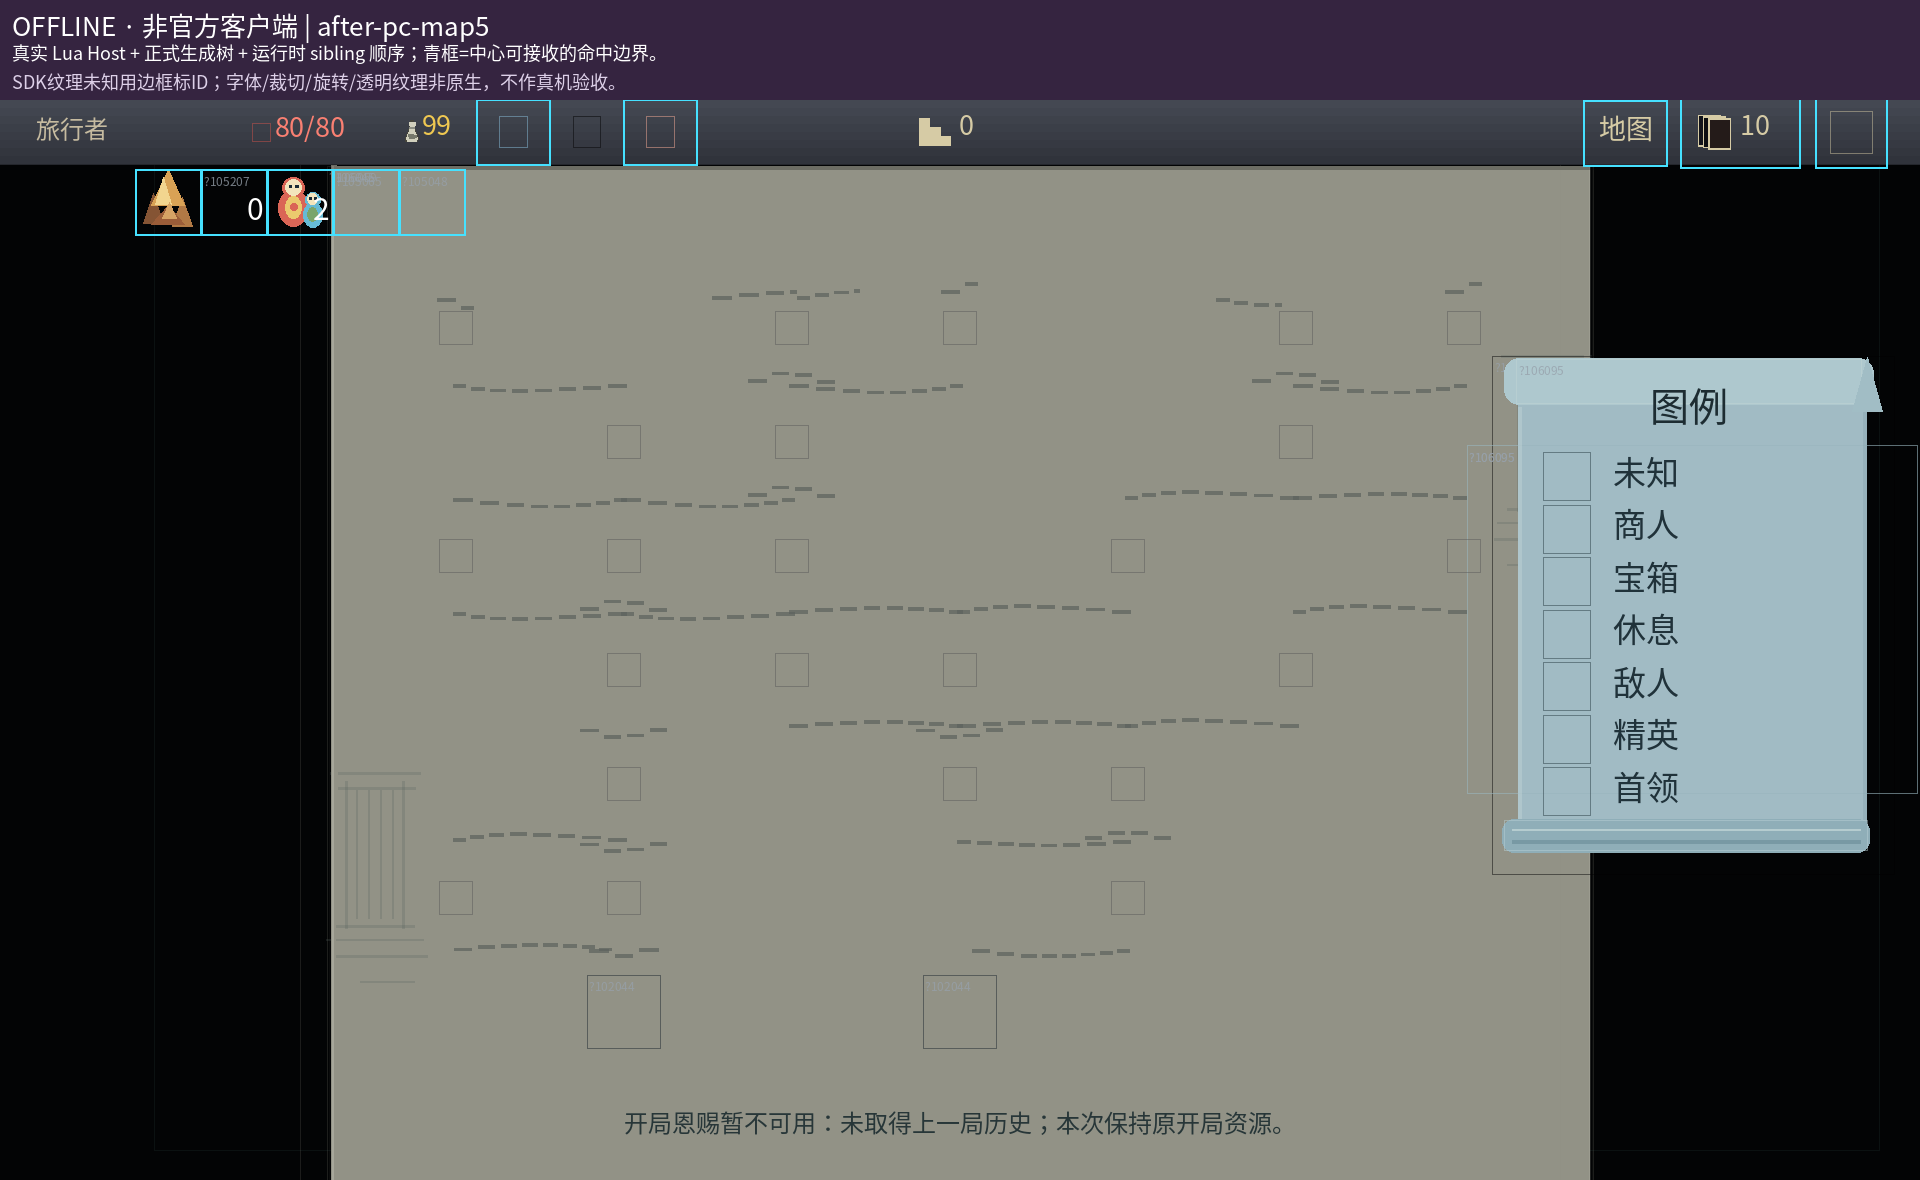 OFFLINE · 非官方客户端 | after-pc-map5
真实 Lua Host + 正式生成树 + 运行时 sibling 顺序；青框=中心可接收的命中边界。
SDK纹理未知用边框标ID；字体/裁切/旋转/透明纹理非原生，不作真机验收。
旅行者 80/80 99 0 地图 10
?105207
0 2
?105048
?106095
图例
?106095
未知
商人
宝箱
休息
敌人
精英
首领
?102044 ?102044
开局恩赐暂不可用：未取得上一局历史；本次保持原开局资源。